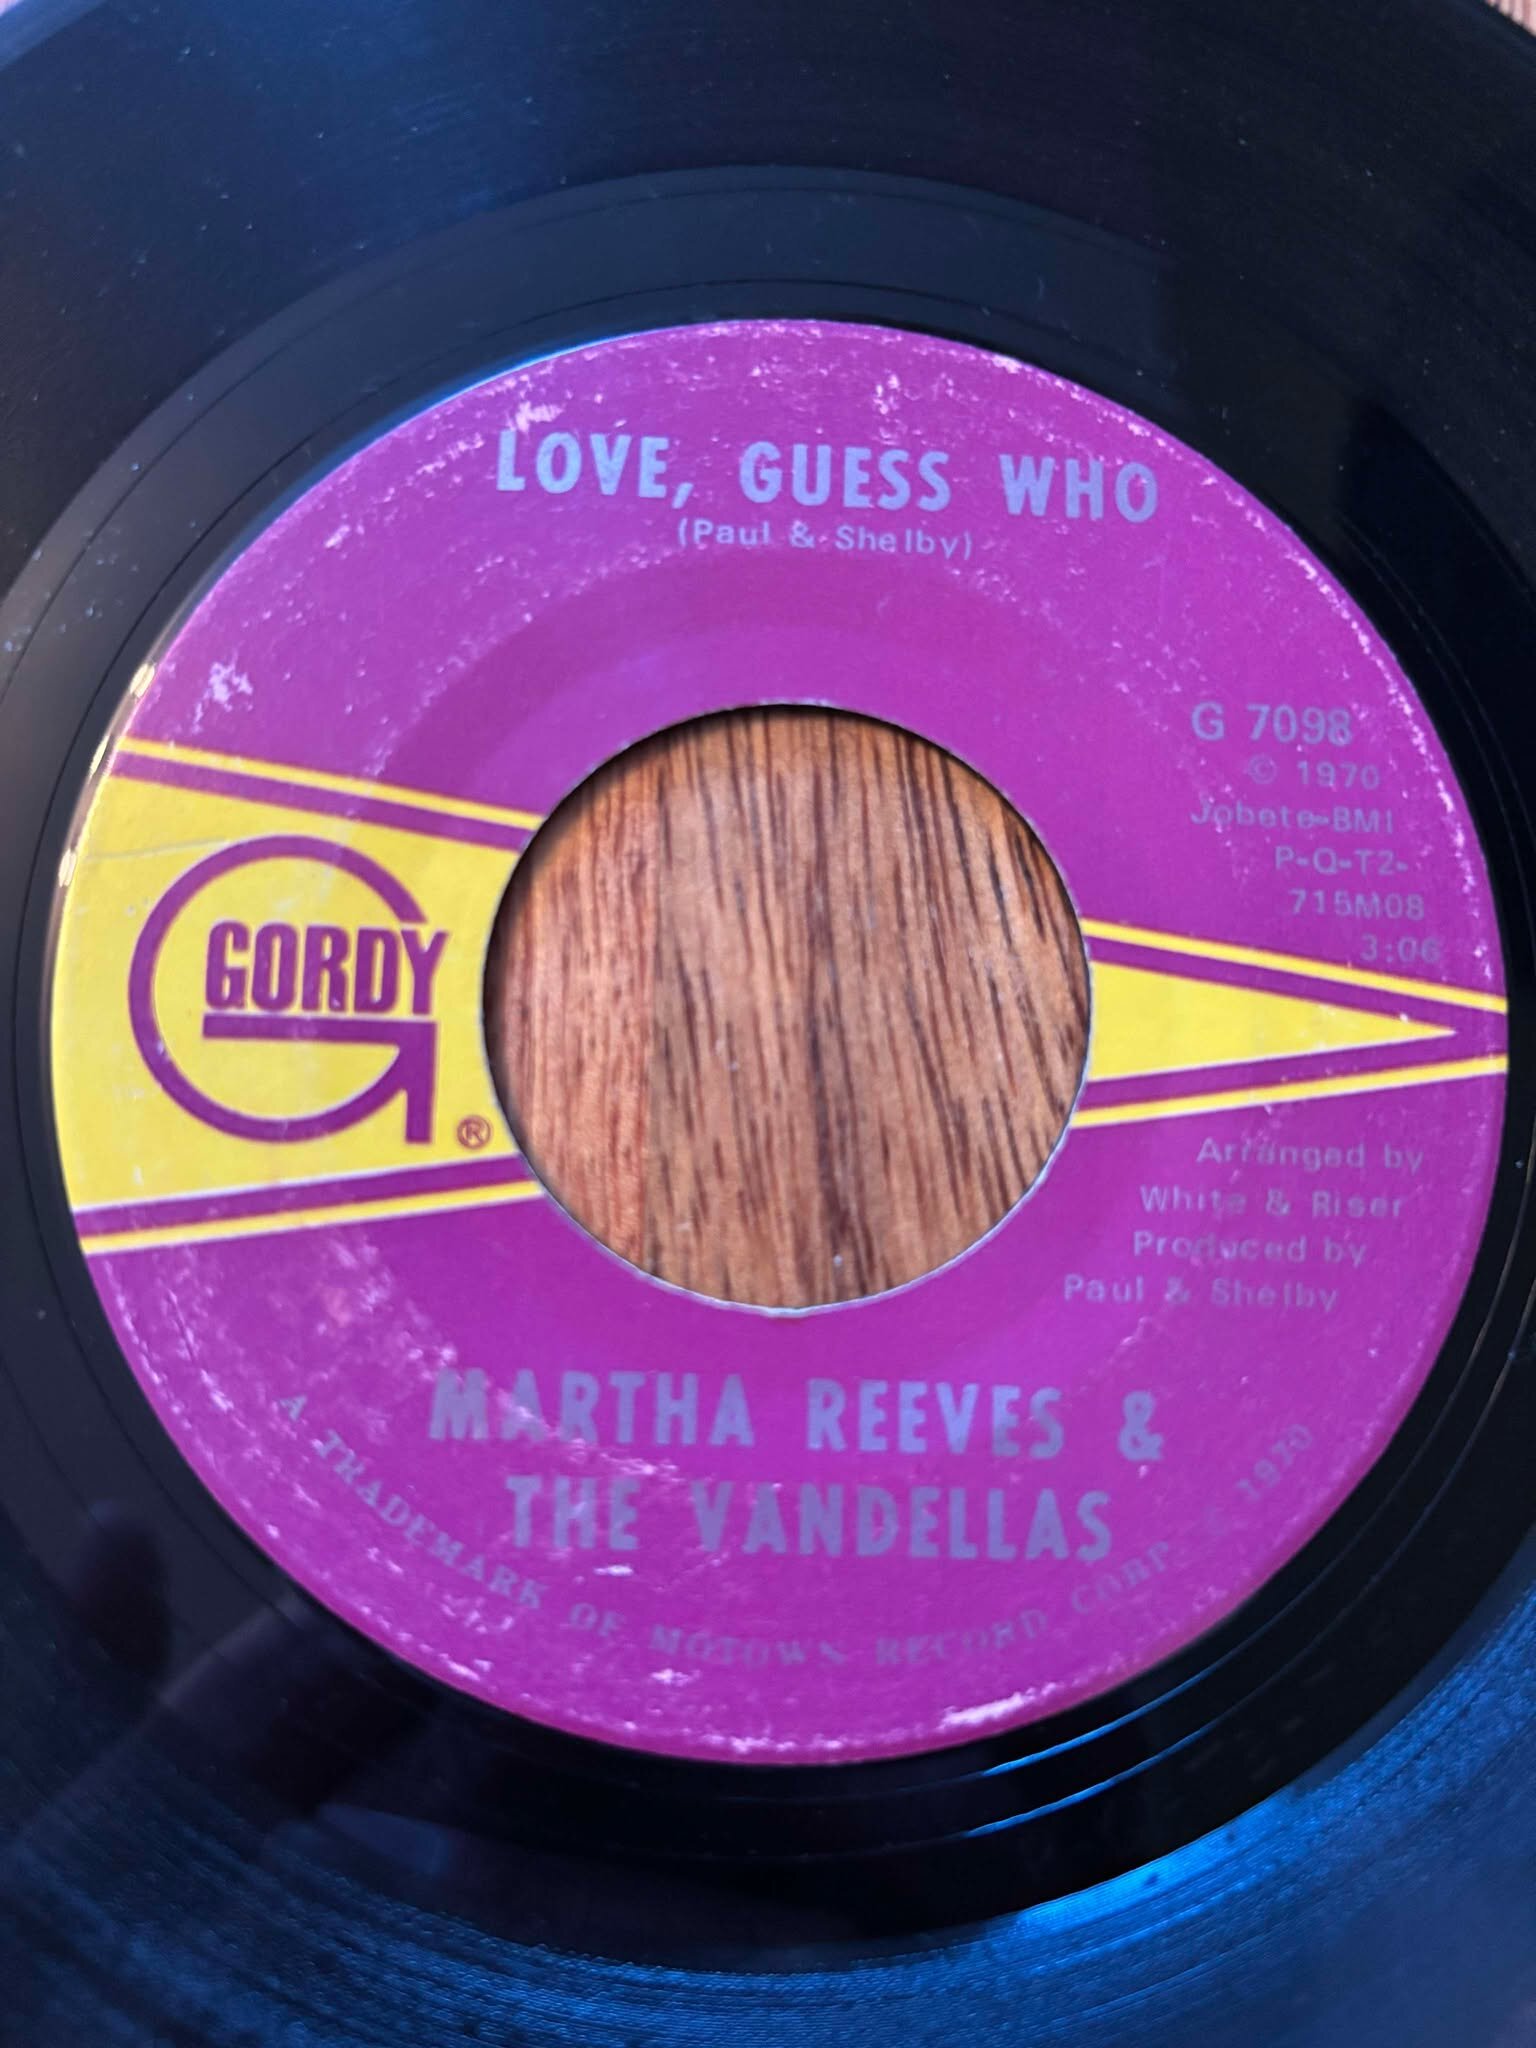 LOVE, GUESS WHO
(Paul & Shelby)
G 7098
© 1970
Jobete-BMI
P-Q-T2-
715M08
3:06
GORDY
®
Arranged by
White & Riser
Produced by
Paul & Shelby
MARTHA REEVES &
THE VANDELLAS
A TRADEMARK OF MOTOWN RECORD CORP. © 1970